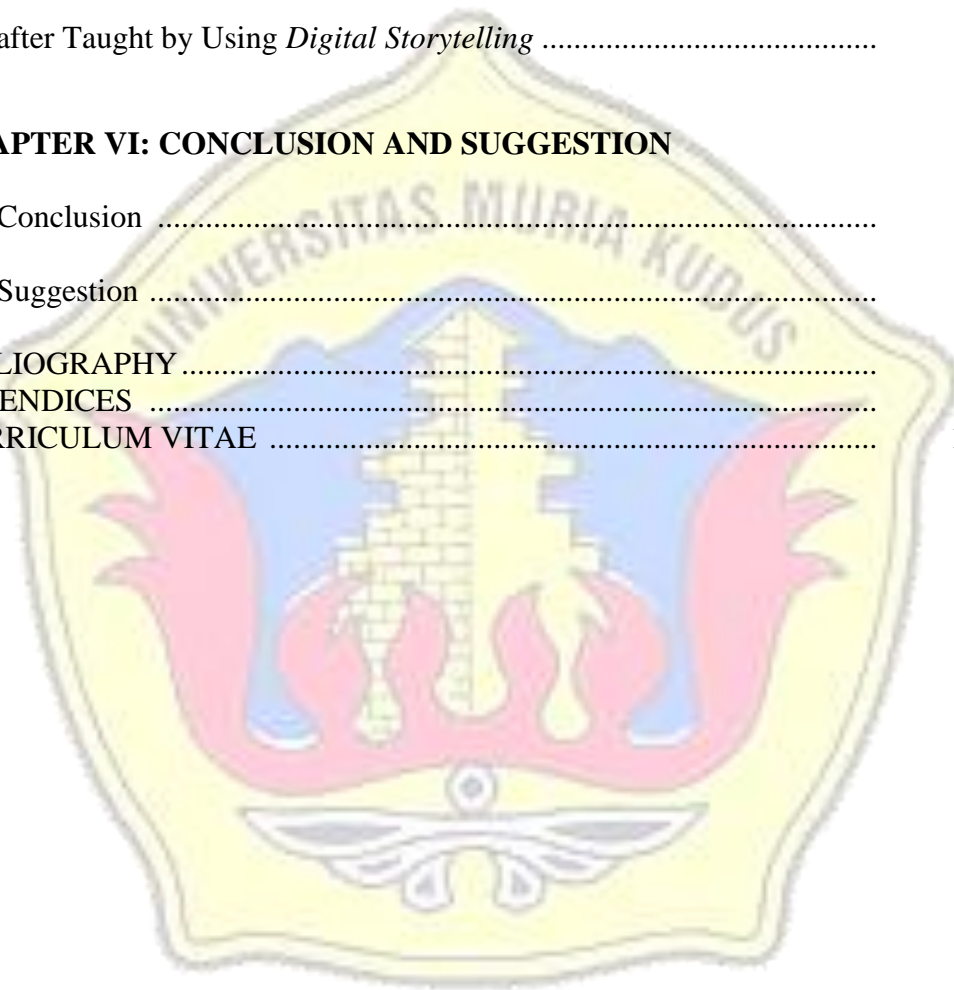 after Taught by Using Digital Storytelling ..........................................
APTER VI: CONCLUSION AND SUGGESTION
UNIVERSITAS MURIA KUDUS
Conclusion ..........................................................................................
Suggestion ...........................................................................................
LIOGRAPHY .......................................................................................
ENDICES ...........................................................................................
RRICULUM VITAE ............................................................................